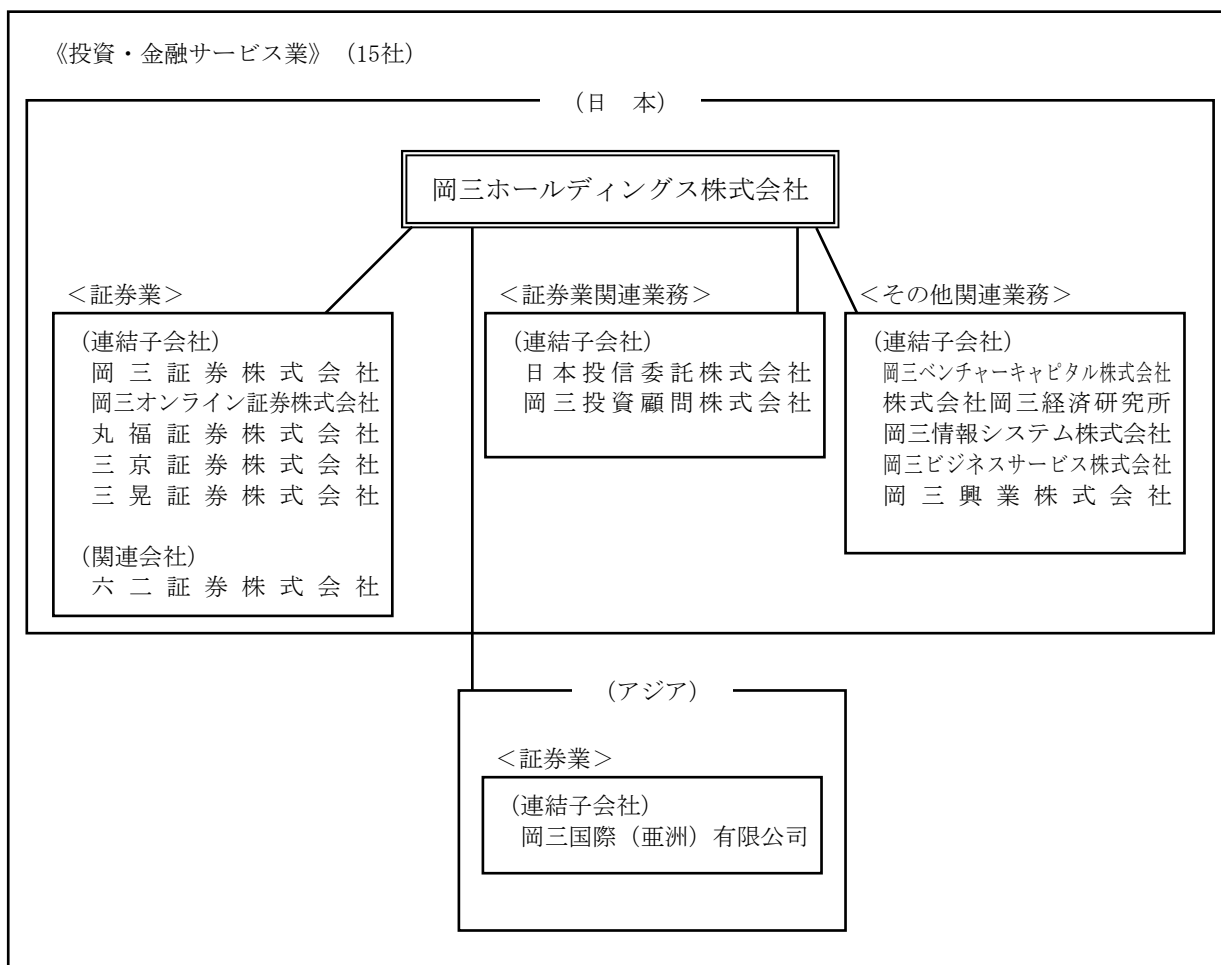 《投資・金融サービス業》(15社)
(日 本)
岡三ホールディングス株式会社
＜証券業＞
(連結子会社)
岡三証券株式会社
岡三オンライン証券株式会社
丸福証券株式会社
三京証券株式会社
三晃証券株式会社
(関連会社)
六二証券株式会社
＜証券業関連業務＞
(連結子会社)
日本投信委託株式会社
岡三投資顧問株式会社
＜その他関連業務＞
(連結子会社)
岡三ベンチャーキャピタル株式会社
株式会社岡三経済研究所
岡三情報システム株式会社
岡三ビジネスサービス株式会社
岡三興業株式会社
(アジア)
＜証券業＞
(連結子会社)
岡三国際(亜洲)有限公司